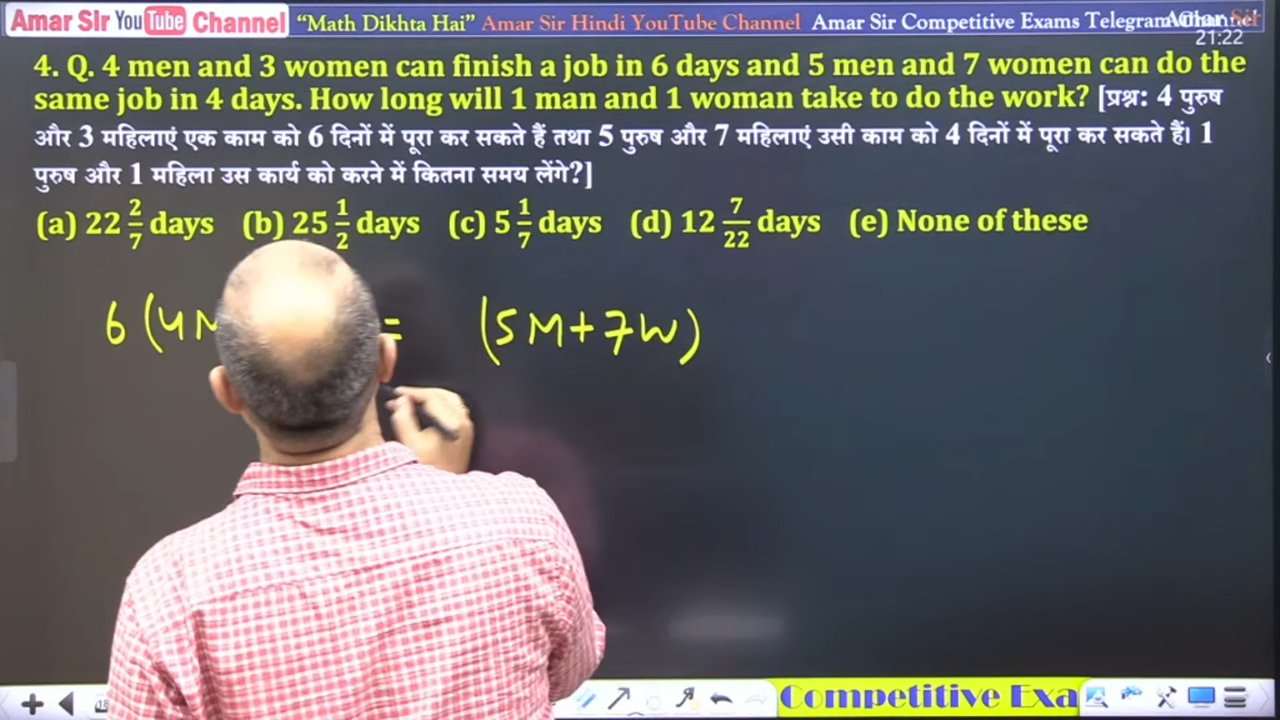 Amar SIr YouTube Channel "Math Dikhta Hai" Amar Sir Hindi YouTube Channel Amar Sir Competitive Exams Telegram
21:22
4. Q. 4 men and 3 women can finish a job in 6 days and 5 men and 7 women can do the
same job in 4 days. How long will 1 man and 1 woman take to do the work? [प्रश्न: 4 पुरुष
और 3 महिलाएं एक काम को 6 दिनों में पूरा कर सकते हैं तथा 5 पुरुष और 7 महिलाएं उसी काम को 4 दिनों में पूरा कर सकते हैं। 1
पुरुष और 1 महिला उस कार्य को करने में कितना समय लेंगे?]
(a) 22 2/7 days (b) 25 1/2 days (c) 5 1/7 days (d) 12 7/22 days (e) None of these
6 (4M = (5M+7W)
Competitive Exa